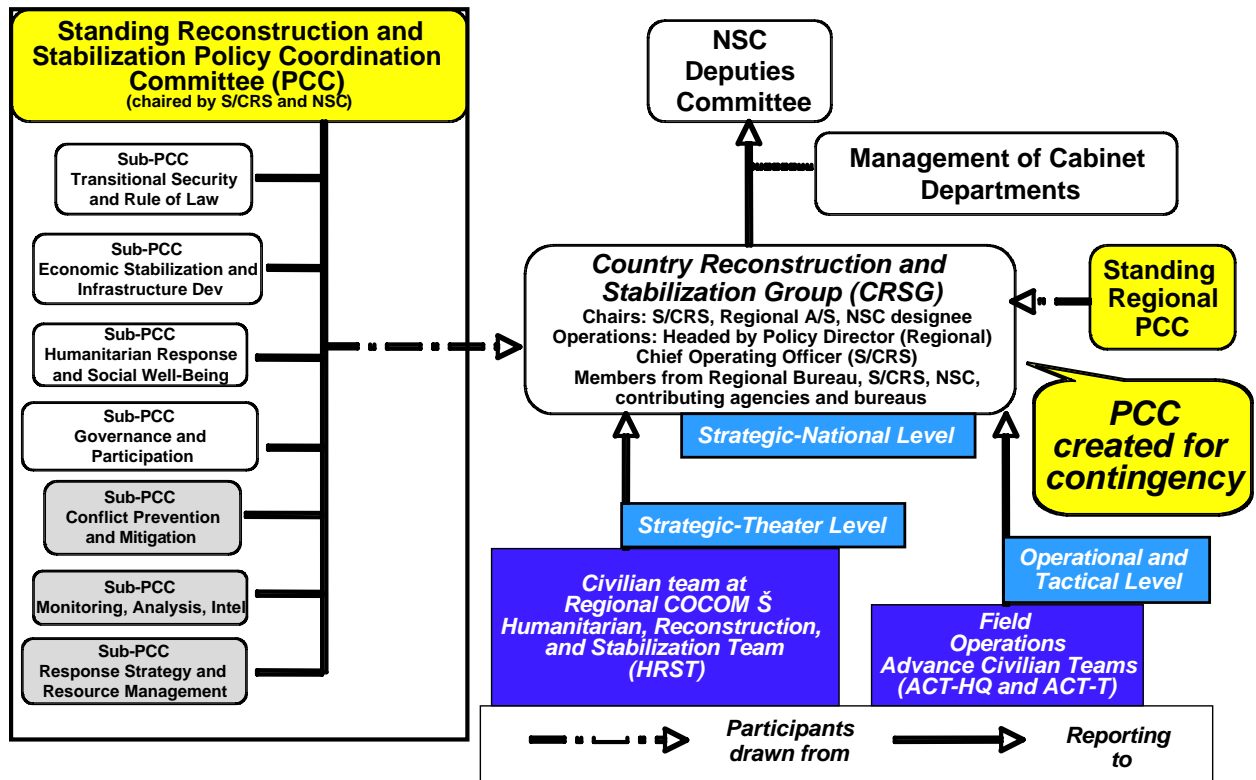 Standing Reconstruction and
Stabilization Policy Coordination
Committee (PCC)
(chaired by S/CRS and NSC)
Sub-PCC
Transitional Security
and Rule of Law
Sub-PCC
Economic Stabilization and
Infrastructure Dev
Sub-PCC
Humanitarian Response
and Social Well-Being
Sub-PCC
Governance and
Participation
Sub-PCC
Conflict Prevention
and Mitigation
Sub-PCC
Monitoring, Analysis, Intel
Sub-PCC
Response Strategy and
Resource Management
NSC
Deputies
Committee
Management of Cabinet
Departments
Country Reconstruction and
Stabilization Group (CRSG)
Chairs: S/CRS, Regional A/S, NSC designee
Operations: Headed by Policy Director (Regional)
Chief Operating Officer (S/CRS)
Members from Regional Bureau, S/CRS, NSC,
contributing agencies and bureaus
Standing
Regional
PCC
PCC
created for
contingency
Strategic-National Level
Strategic-Theater Level
Operational and
Tactical Level
Civilian team at
Regional COCOM Š
Humanitarian, Reconstruction,
and Stabilization Team
(HRST)
Field
Operations
Advance Civilian Teams
(ACT-HQ and ACT-T)
Participants
drawn from
Reporting
to